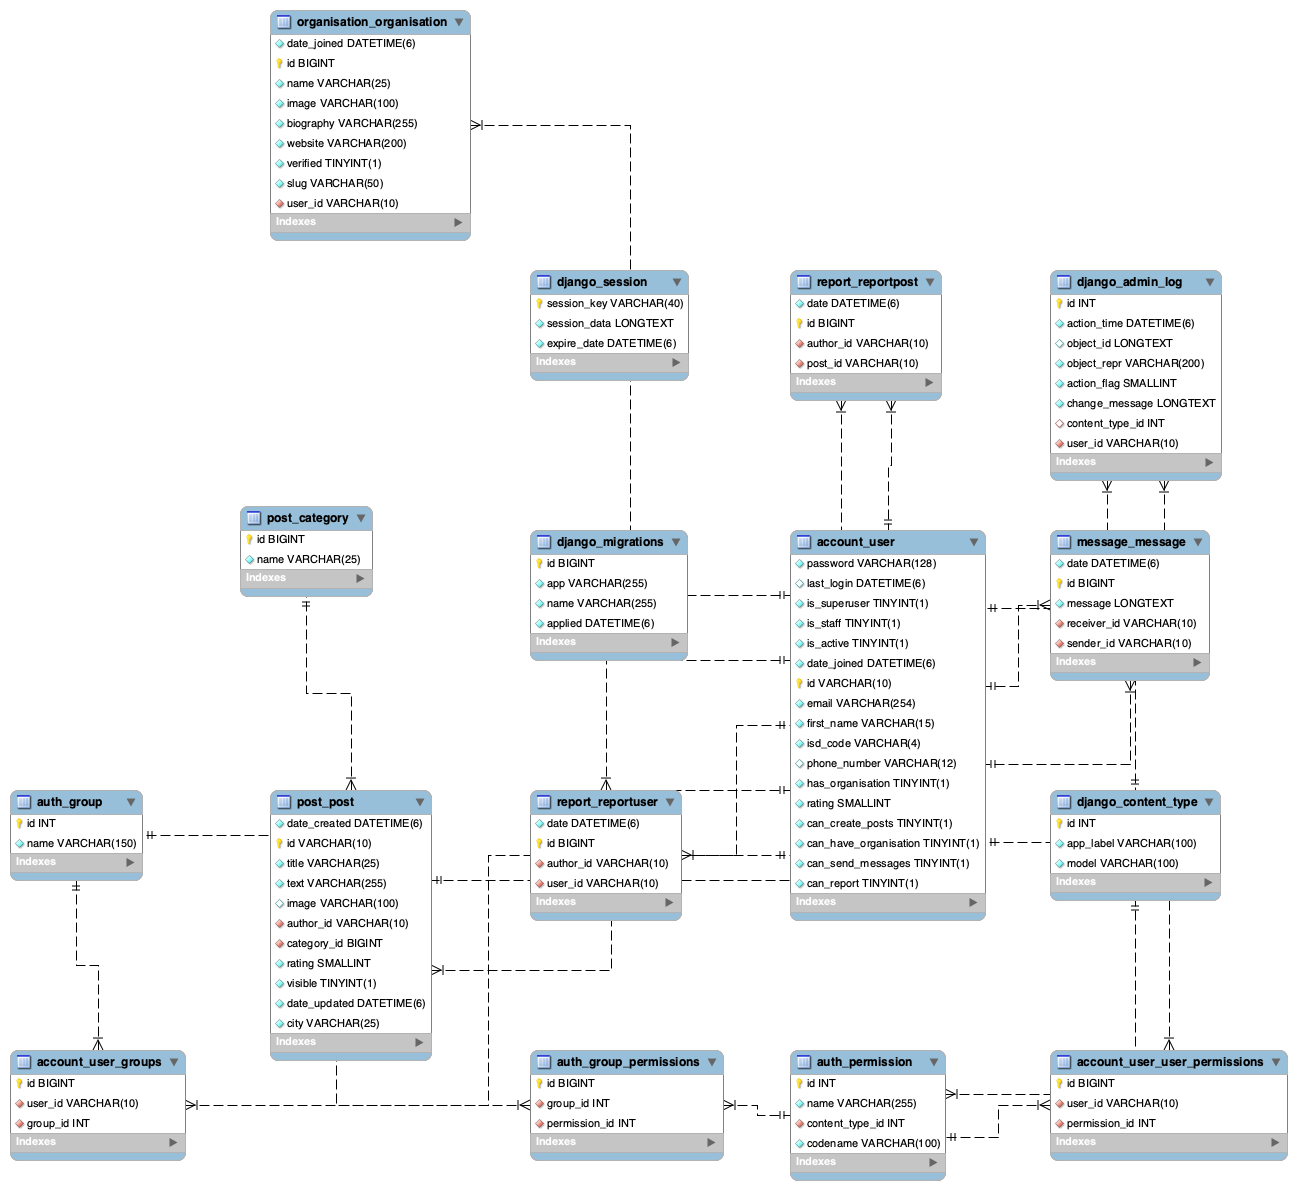 organisation_organisation
date_joined DATETIME(6)
id BIGINT
name VARCHAR(25)
image VARCHAR(100)
biography VARCHAR(255)
website VARCHAR(200)
verified TINYINT(1)
slug VARCHAR(50)
user_id VARCHAR(10)
Indexes
django_session
session_key VARCHAR(40)
session_data LONGTEXT
expire_date DATETIME(6)
Indexes
report_reportpost
date DATETIME(6)
id BIGINT
author_id VARCHAR(10)
post_id VARCHAR(10)
Indexes
django_admin_log
id INT
action_time DATETIME(6)
object_id LONGTEXT
object_repr VARCHAR(200)
action_flag SMALLINT
change_message LONGTEXT
content_type_id INT
user_id VARCHAR(10)
Indexes
post_category
id BIGINT
name VARCHAR(25)
Indexes
django_migrations
id BIGINT
app VARCHAR(255)
name VARCHAR(255)
applied DATETIME(6)
Indexes
account_user
password VARCHAR(128)
last_login DATETIME(6)
is_superuser TINYINT(1)
is_staff TINYINT(1)
is_active TINYINT(1)
date_joined DATETIME(6)
id VARCHAR(10)
email VARCHAR(254)
first_name VARCHAR(15)
isd_code VARCHAR(4)
phone_number VARCHAR(12)
has_organisation TINYINT(1)
rating SMALLINT
can_create_posts TINYINT(1)
can_have_organisation TINYINT(1)
can_send_messages TINYINT(1)
can_report TINYINT(1)
Indexes
message_message
date DATETIME(6)
id BIGINT
message LONGTEXT
receiver_id VARCHAR(10)
sender_id VARCHAR(10)
Indexes
auth_group
id INT
name VARCHAR(150)
Indexes
post_post
date_created DATETIME(6)
id VARCHAR(10)
title VARCHAR(25)
text VARCHAR(255)
image VARCHAR(100)
author_id VARCHAR(10)
category_id BIGINT
rating SMALLINT
visible TINYINT(1)
date_updated DATETIME(6)
city VARCHAR(25)
Indexes
report_reportuser
date DATETIME(6)
id BIGINT
author_id VARCHAR(10)
user_id VARCHAR(10)
Indexes
django_content_type
id INT
app_label VARCHAR(100)
model VARCHAR(100)
Indexes
account_user_groups
id BIGINT
user_id VARCHAR(10)
group_id INT
Indexes
auth_group_permissions
id BIGINT
group_id INT
permission_id INT
Indexes
auth_permission
id INT
name VARCHAR(255)
content_type_id INT
codename VARCHAR(100)
Indexes
account_user_user_permissions
id BIGINT
user_id VARCHAR(10)
permission_id INT
Indexes